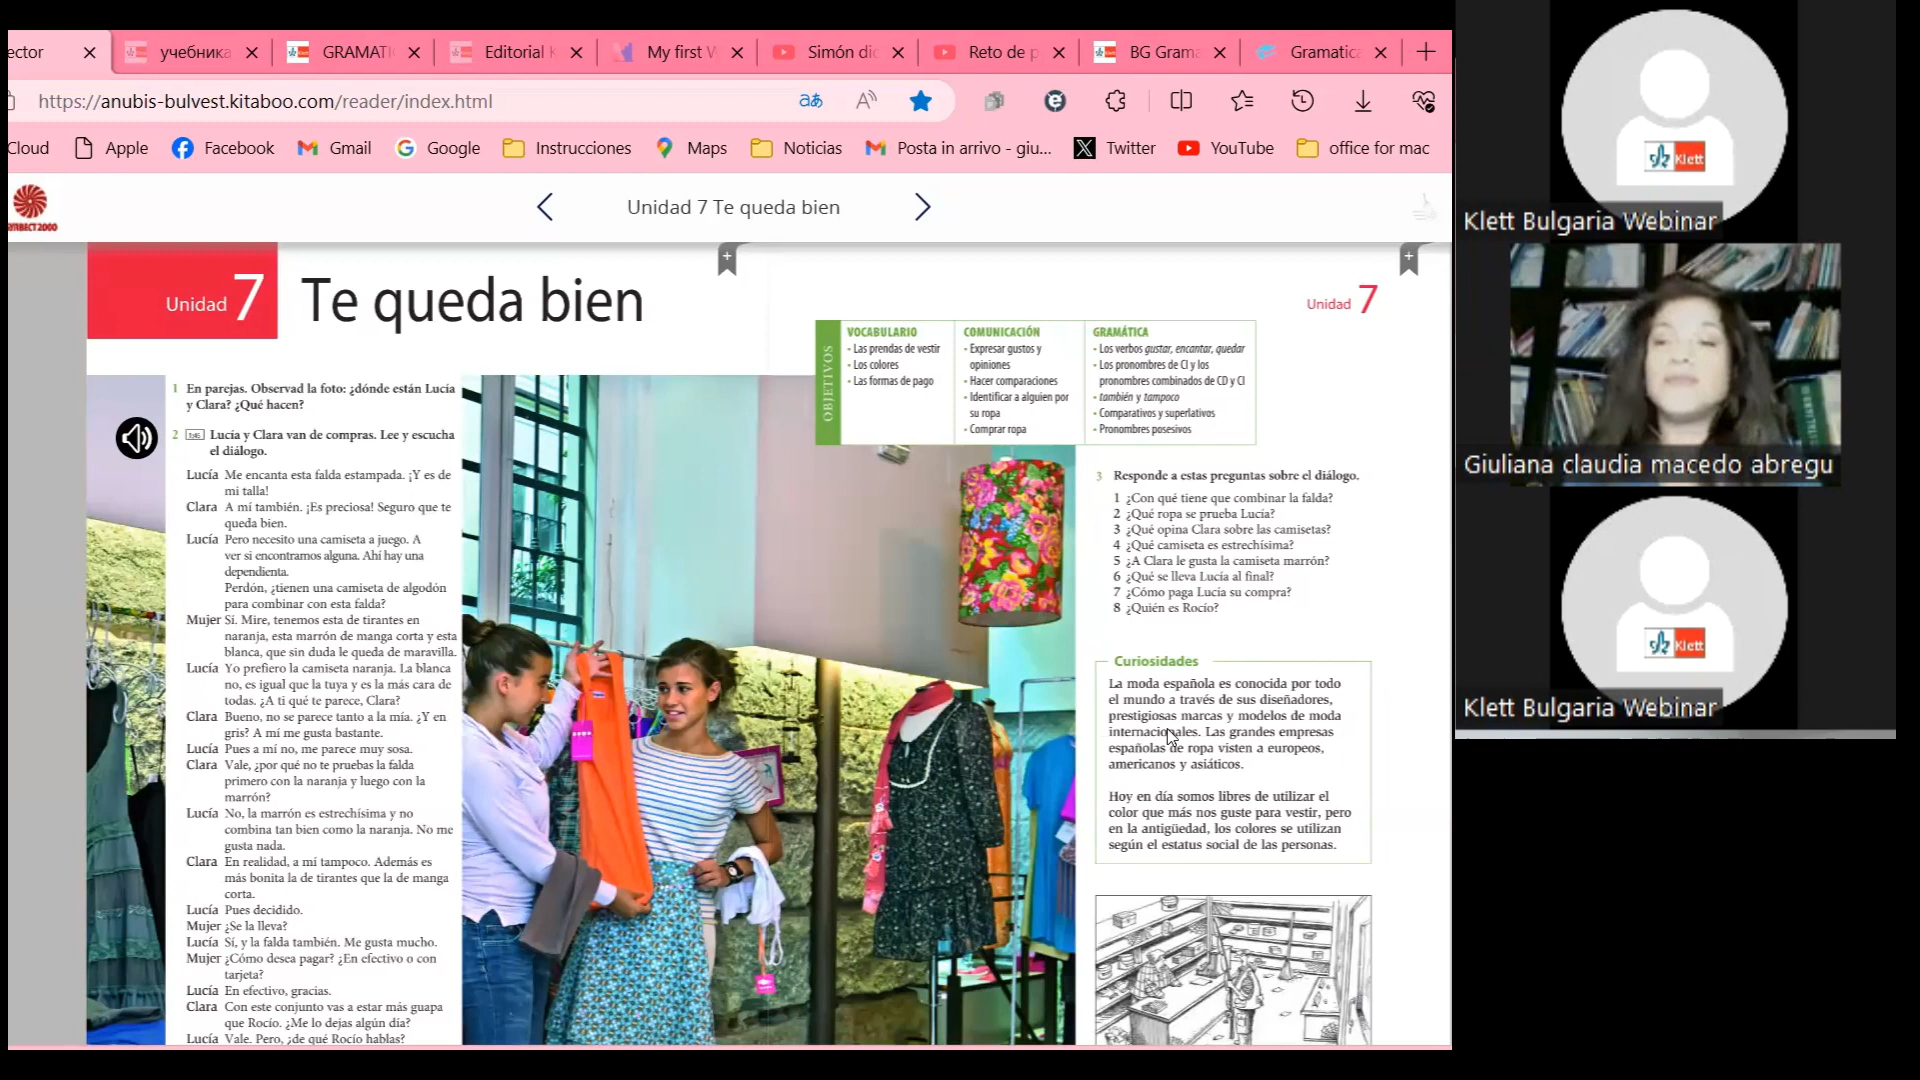 ector
учебника
GRAMATI
Editorial K
My first W
Simón dic
Reto de p
BG Grama
Gramatica
https://anubis-bulvest.kitaboo.com/reader/index.html
Cloud
Apple
Facebook
Gmail
Google
Instrucciones
Maps
Noticias
Posta in arrivo - giu...
Twitter
YouTube
office for mac
Unidad 7 Te queda bien
Unidad 7
Te queda bien
Unidad 7
OBJETIVOS
VOCABULARIO
- Las prendas de vestir
- Los colores
- Las formas de pago
COMUNICACIÓN
- Expresar gustos y
opiniones
- Hacer comparaciones
- Identificar a alguien por
su ropa
- Comprar ropa
GRAMÁTICA
- Los verbos gustar, encantar, quedar
- Los pronombres de CI y los
pronombres combinados de CD y CI
- también y tampoco
- Comparativos y superlativos
- Pronombres posesivos
1 En parejas. Observad la foto: ¿dónde están Lucía
y Clara? ¿Qué hacen?
2 Lucía y Clara van de compras. Lee y escucha
el diálogo.
Lucía Me encanta esta falda estampada. ¡Y es de
mi talla!
Clara A mí también. ¡Es preciosa! Seguro que te
queda bien.
Lucía Pero necesito una camiseta a juego. A
ver si encontramos alguna. Ahí hay una
dependienta.
Perdón, ¿tienen una camiseta de algodón
para combinar con esta falda?
Mujer Sí. Mire, tenemos esta de tirantes en
naranja, esta marrón de manga corta y esta
blanca, que sin duda le queda de maravilla.
Lucía Yo prefiero la camiseta naranja. La blanca
no, es igual que la tuya y es la más cara de
todas. ¿A ti qué te parece, Clara?
Clara Bueno, no se parece tanto a la mía. ¿Y en
gris? A mí me gusta bastante.
Lucía Pues a mí no, me parece muy sosa.
Clara Vale, ¿por qué no te pruebas la falda
primero con la naranja y luego con la
marrón?
Lucía No, la marrón es estrechísima y no
combina tan bien como la naranja. No me
gusta nada.
Clara En realidad, a mí tampoco. Además es
más bonita la de tirantes que la de manga
corta.
Lucía Pues decidido.
Mujer ¿Se la lleva?
Lucía Sí, y la falda también. Me gusta mucho.
Mujer ¿Cómo desea pagar? ¿En efectivo o con
tarjeta?
Lucía En efectivo, gracias.
Clara Con este conjunto vas a estar más guapa
que Rocío. ¿Me lo dejas algún día?
Lucía Vale. Pero, ¿de qué Rocío hablas?
3 Responde a estas preguntas sobre el diálogo.
1 ¿Con qué tiene que combinar la falda?
2 ¿Qué ropa se prueba Lucía?
3 ¿Qué opina Clara sobre las camisetas?
4 ¿Qué camiseta es estrechísima?
5 ¿A Clara le gusta la camiseta marrón?
6 ¿Qué se lleva Lucía al final?
7 ¿Cómo paga Lucía su compra?
8 ¿Quién es Rocío?
Curiosidades
La moda española es conocida por todo
el mundo a través de sus diseñadores,
prestigiosas marcas y modelos de moda
internacionales. Las grandes empresas
españolas de ropa visten a europeos,
americanos y asiáticos.
Hoy en día somos libres de utilizar el
color que más nos guste para vestir, pero
en la antigüedad, los colores se utilizan
según el estatus social de las personas.
Klett
Klett Bulgaria Webinar
Giuliana claudia macedo abregu
Klett
Klett Bulgaria Webinar